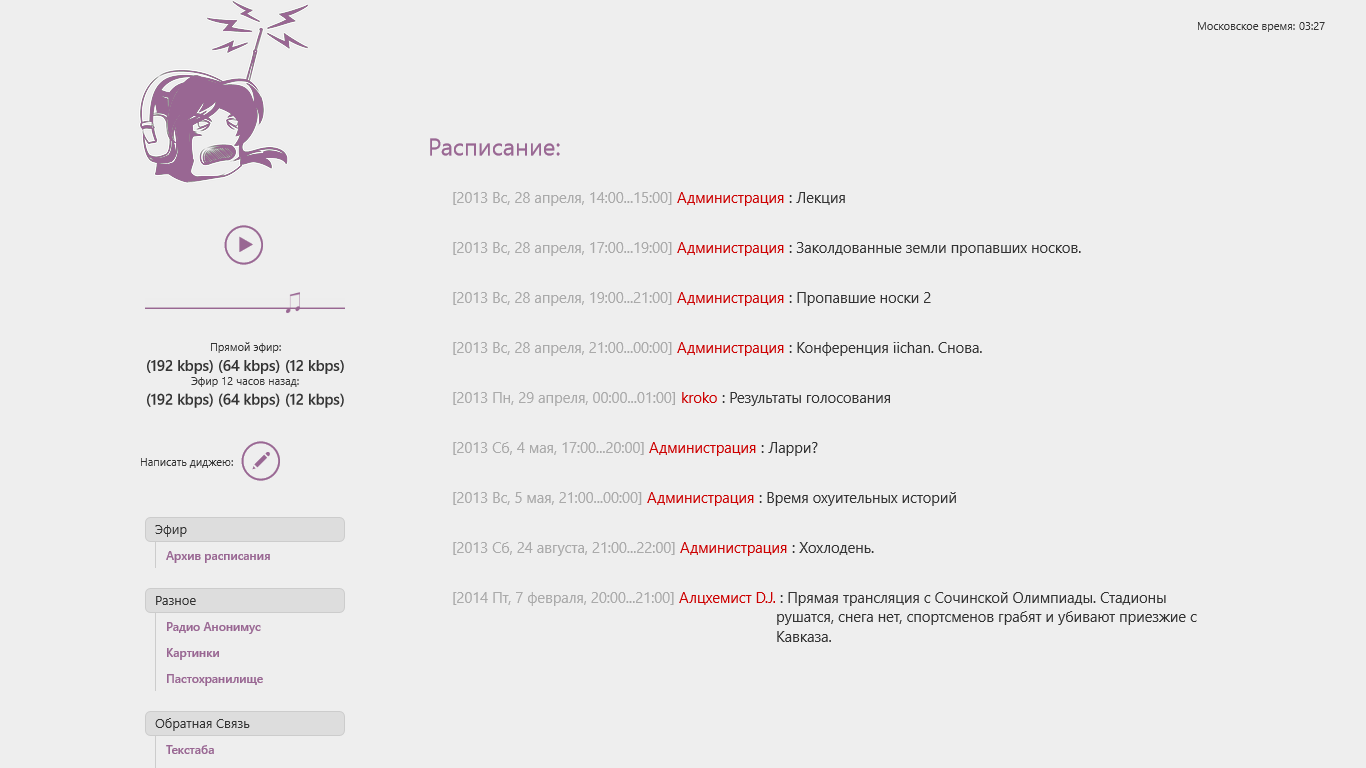 Московское время: 03:27
Расписание:
[2013 Вс, 28 апреля, 14:00...15:00] Администрация : Лекция
[2013 Вс, 28 апреля, 17:00...19:00] Администрация : Заколдованные земли пропавших носков.
[2013 Вс, 28 апреля, 19:00...21:00] Администрация : Пропавшие носки 2
[2013 Вс, 28 апреля, 21:00...00:00] Администрация : Конференция iichan. Снова.
[2013 Пн, 29 апреля, 00:00...01:00] kroko : Результаты голосования
[2013 Сб, 4 мая, 17:00...20:00] Администрация : Ларри?
[2013 Вс, 5 мая, 21:00...00:00] Администрация : Время охуительных историй
[2013 Сб, 24 августа, 21:00...22:00] Администрация : Хохлодень.
[2014 Пт, 7 февраля, 20:00...21:00] Алцхемист D.J. : Прямая трансляция с Сочинской Олимпиады. Стадионы
рушатся, снега нет, спортсменов грабят и убивают приезжие с
Кавказа.
Прямой эфир:
(192 kbps) (64 kbps) (12 kbps)
Эфир 12 часов назад:
(192 kbps) (64 kbps) (12 kbps)
Написать диджею:
Эфир
Архив расписания
Разное
Радио Анонимус
Картинки
Пастохранилище
Обратная Связь
Текстаба